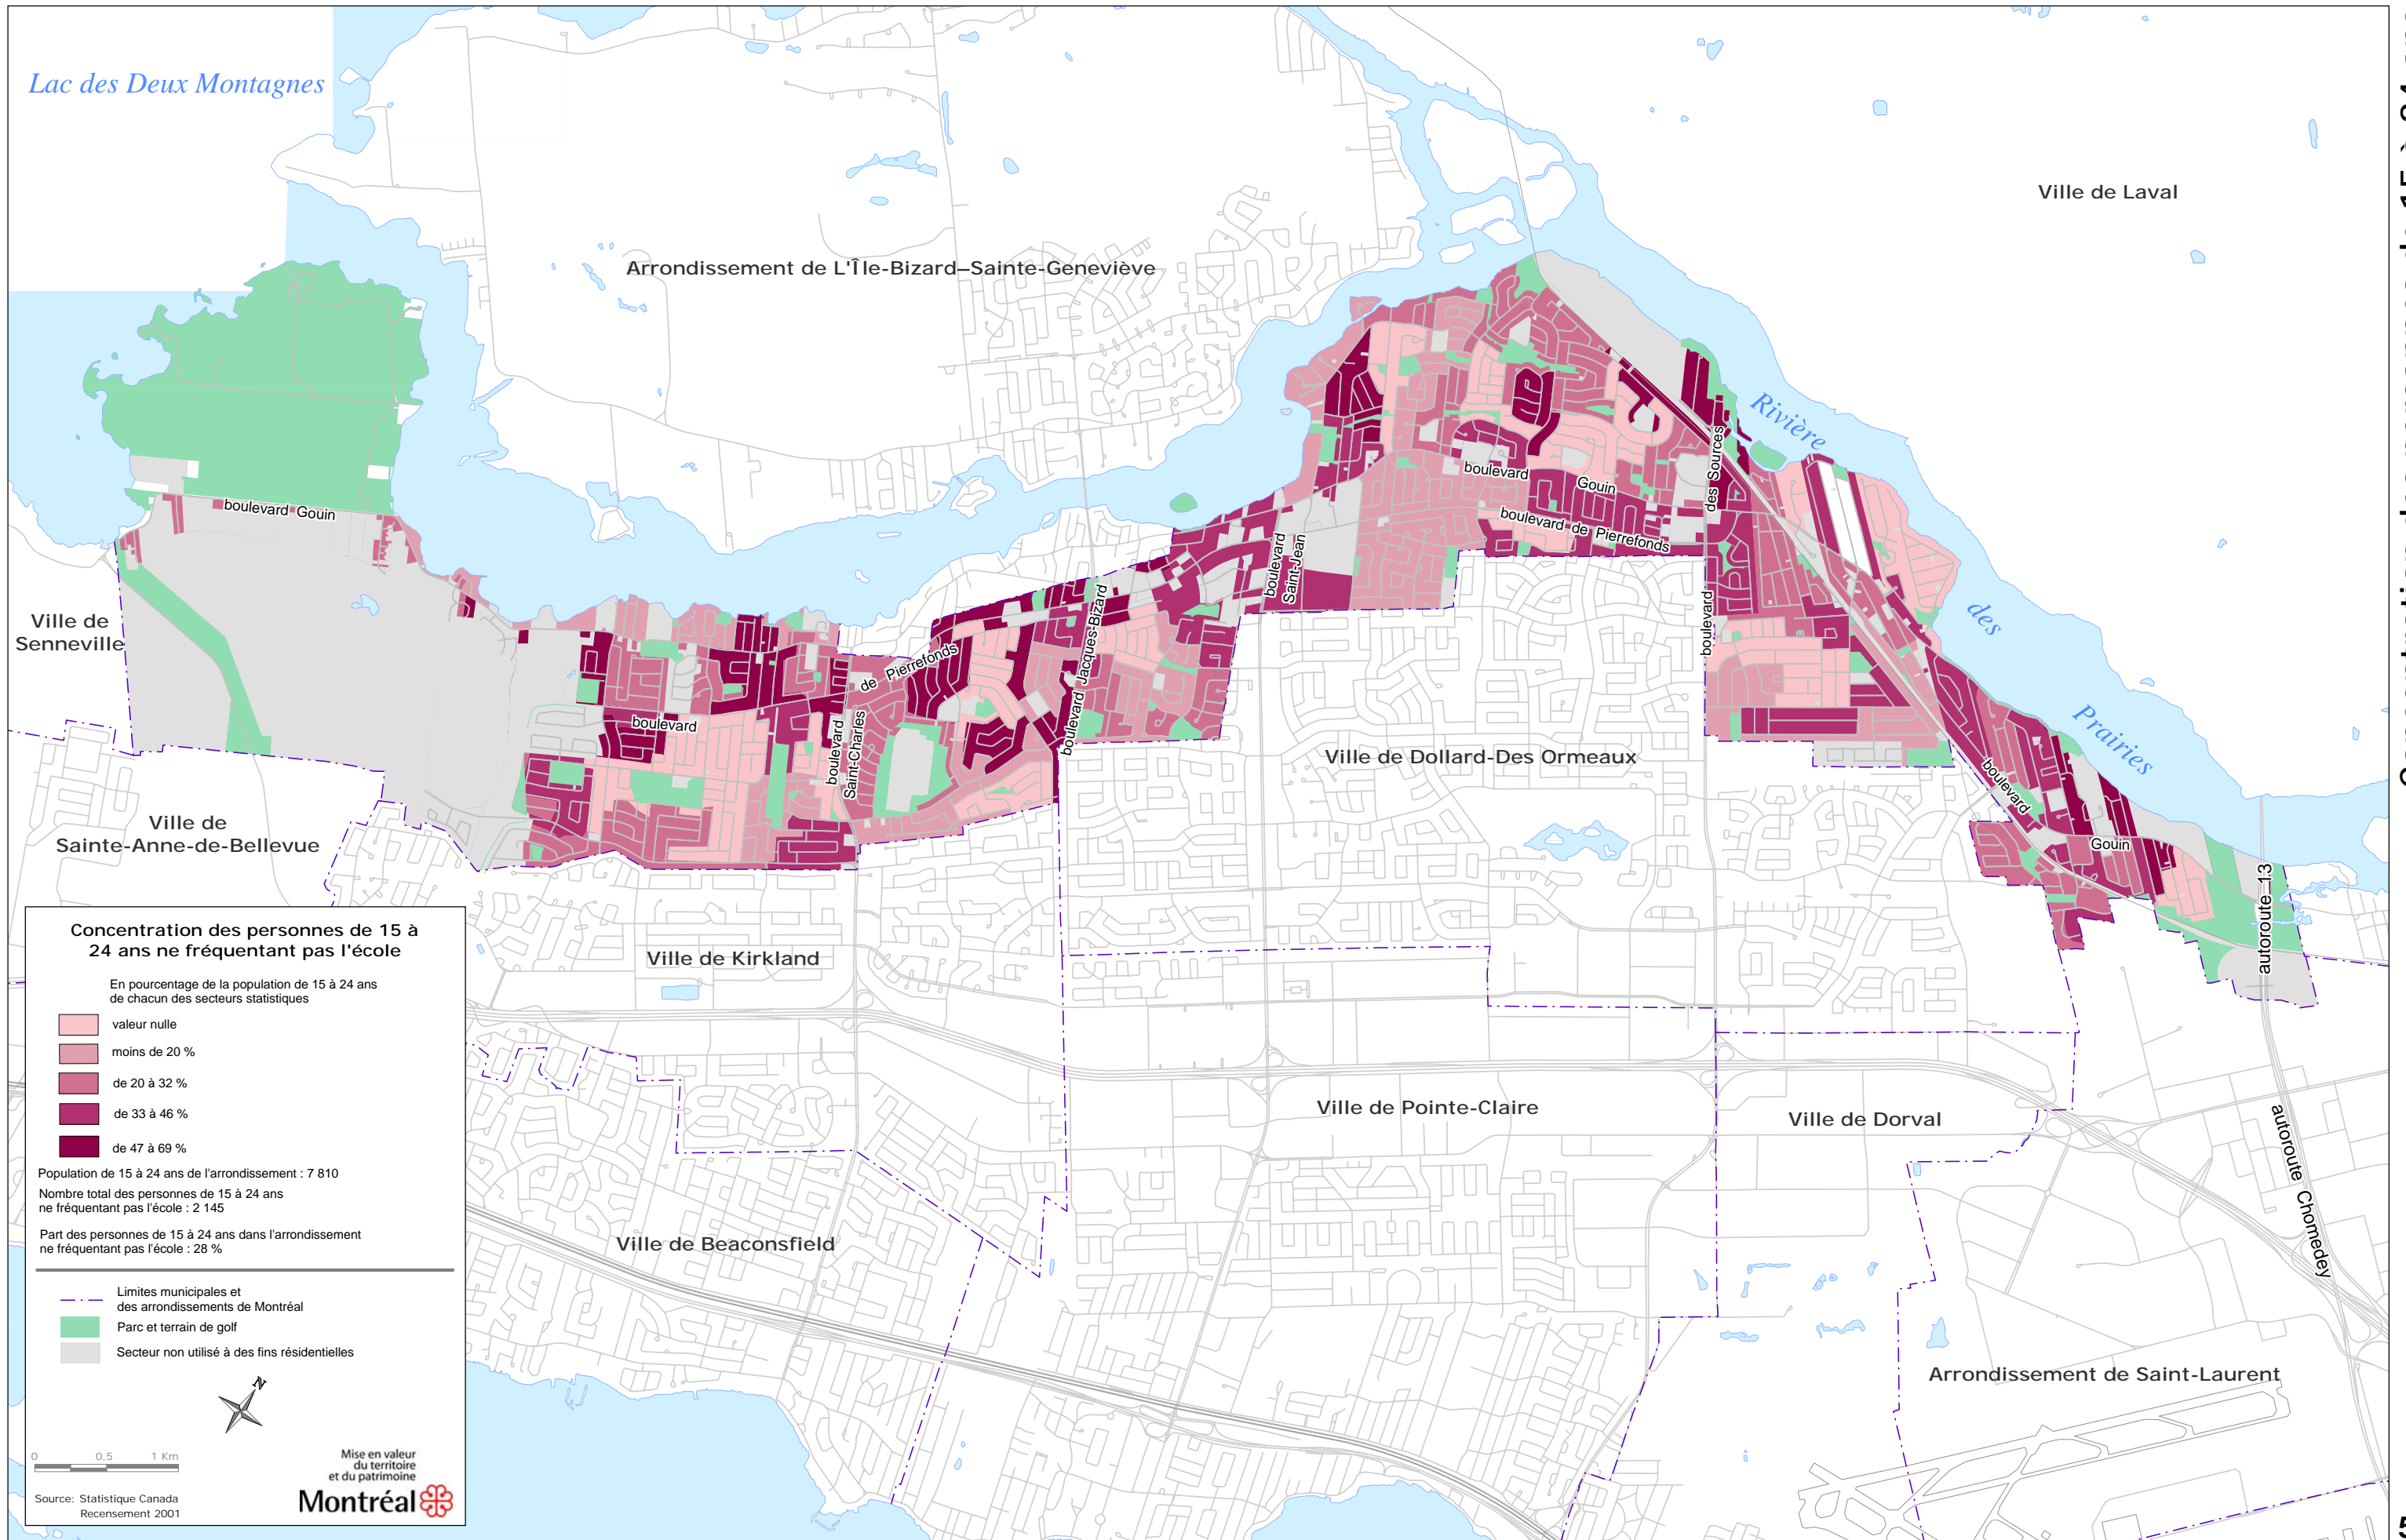 Lac des Deux Montagnes
Ville de Laval
Arrondissement de L'Île-Bizard–Sainte-Geneviève
Rivière
des
Prairies
boulevard Gouin
boulevard
Gouin
des Sources
boulevard de Pierrefonds
boulevard
Saint-Jean
boulevard
Ville de
Senneville
boulevard Jacques-Bizard
de Pierrefonds
boulevard
boulevard
Saint-Charles
Ville de Dollard-Des Ormeaux
boulevard
Gouin
Ville de
Sainte-Anne-de-Bellevue
autoroute 13
Ville de Kirkland
Ville de Pointe-Claire
Ville de Dorval
autoroute Chomedey
Ville de Beaconsfield
Arrondissement de Saint-Laurent
Concentration des personnes de 15 à
24 ans ne fréquentant pas l'école
En pourcentage de la population de 15 à 24 ans
de chacun des secteurs statistiques
valeur nulle
moins de 20 %
de 20 à 32 %
de 33 à 46 %
de 47 à 69 %
Population de 15 à 24 ans de l'arrondissement : 7 810
Nombre total des personnes de 15 à 24 ans
ne fréquentant pas l'école : 2 145
Part des personnes de 15 à 24 ans dans l'arrondissement
ne fréquentant pas l'école : 28 %
Limites municipales et
des arrondissements de Montréal
Parc et terrain de golf
Secteur non utilisé à des fins résidentielles
N
0 0,5 1 Km
Mise en valeur
du territoire
et du patrimoine
Montréal
Source: Statistique Canada
Recensement 2001